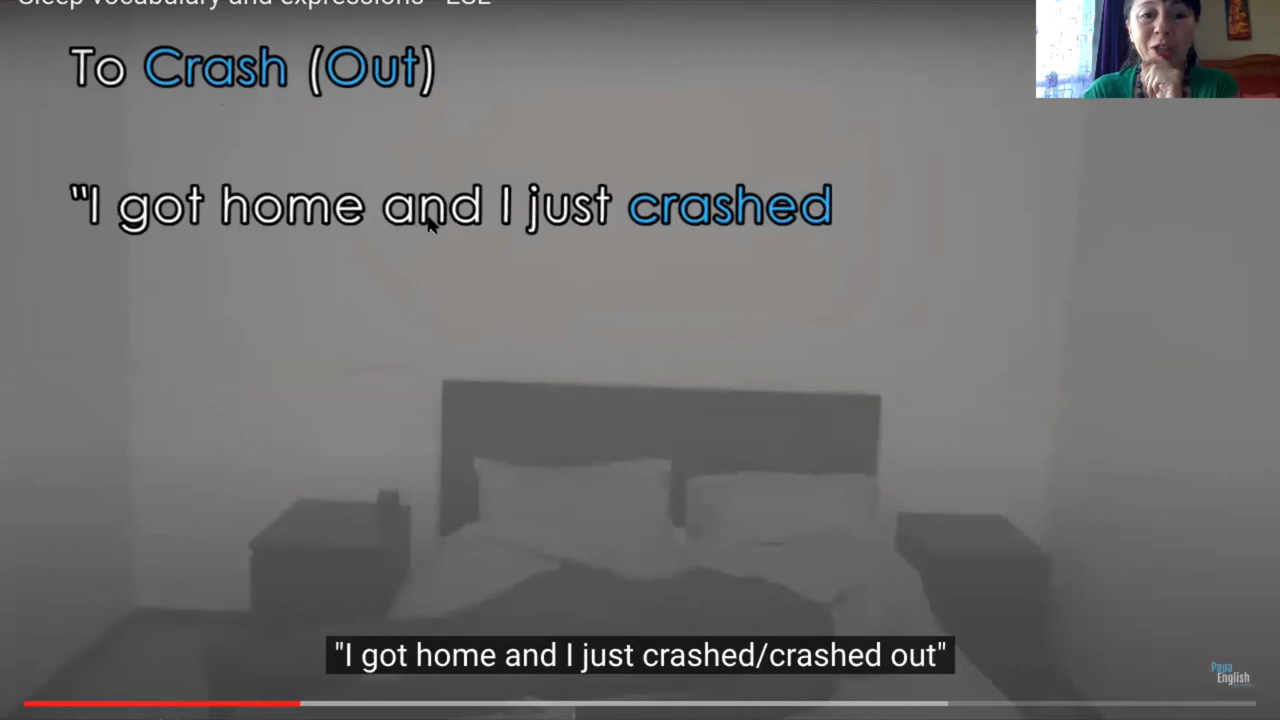 Sleep vocabulary and expressions - ESL
To Crash (Out)
"I got home and I just crashed
"I got home and I just crashed/crashed out"
Papa
English